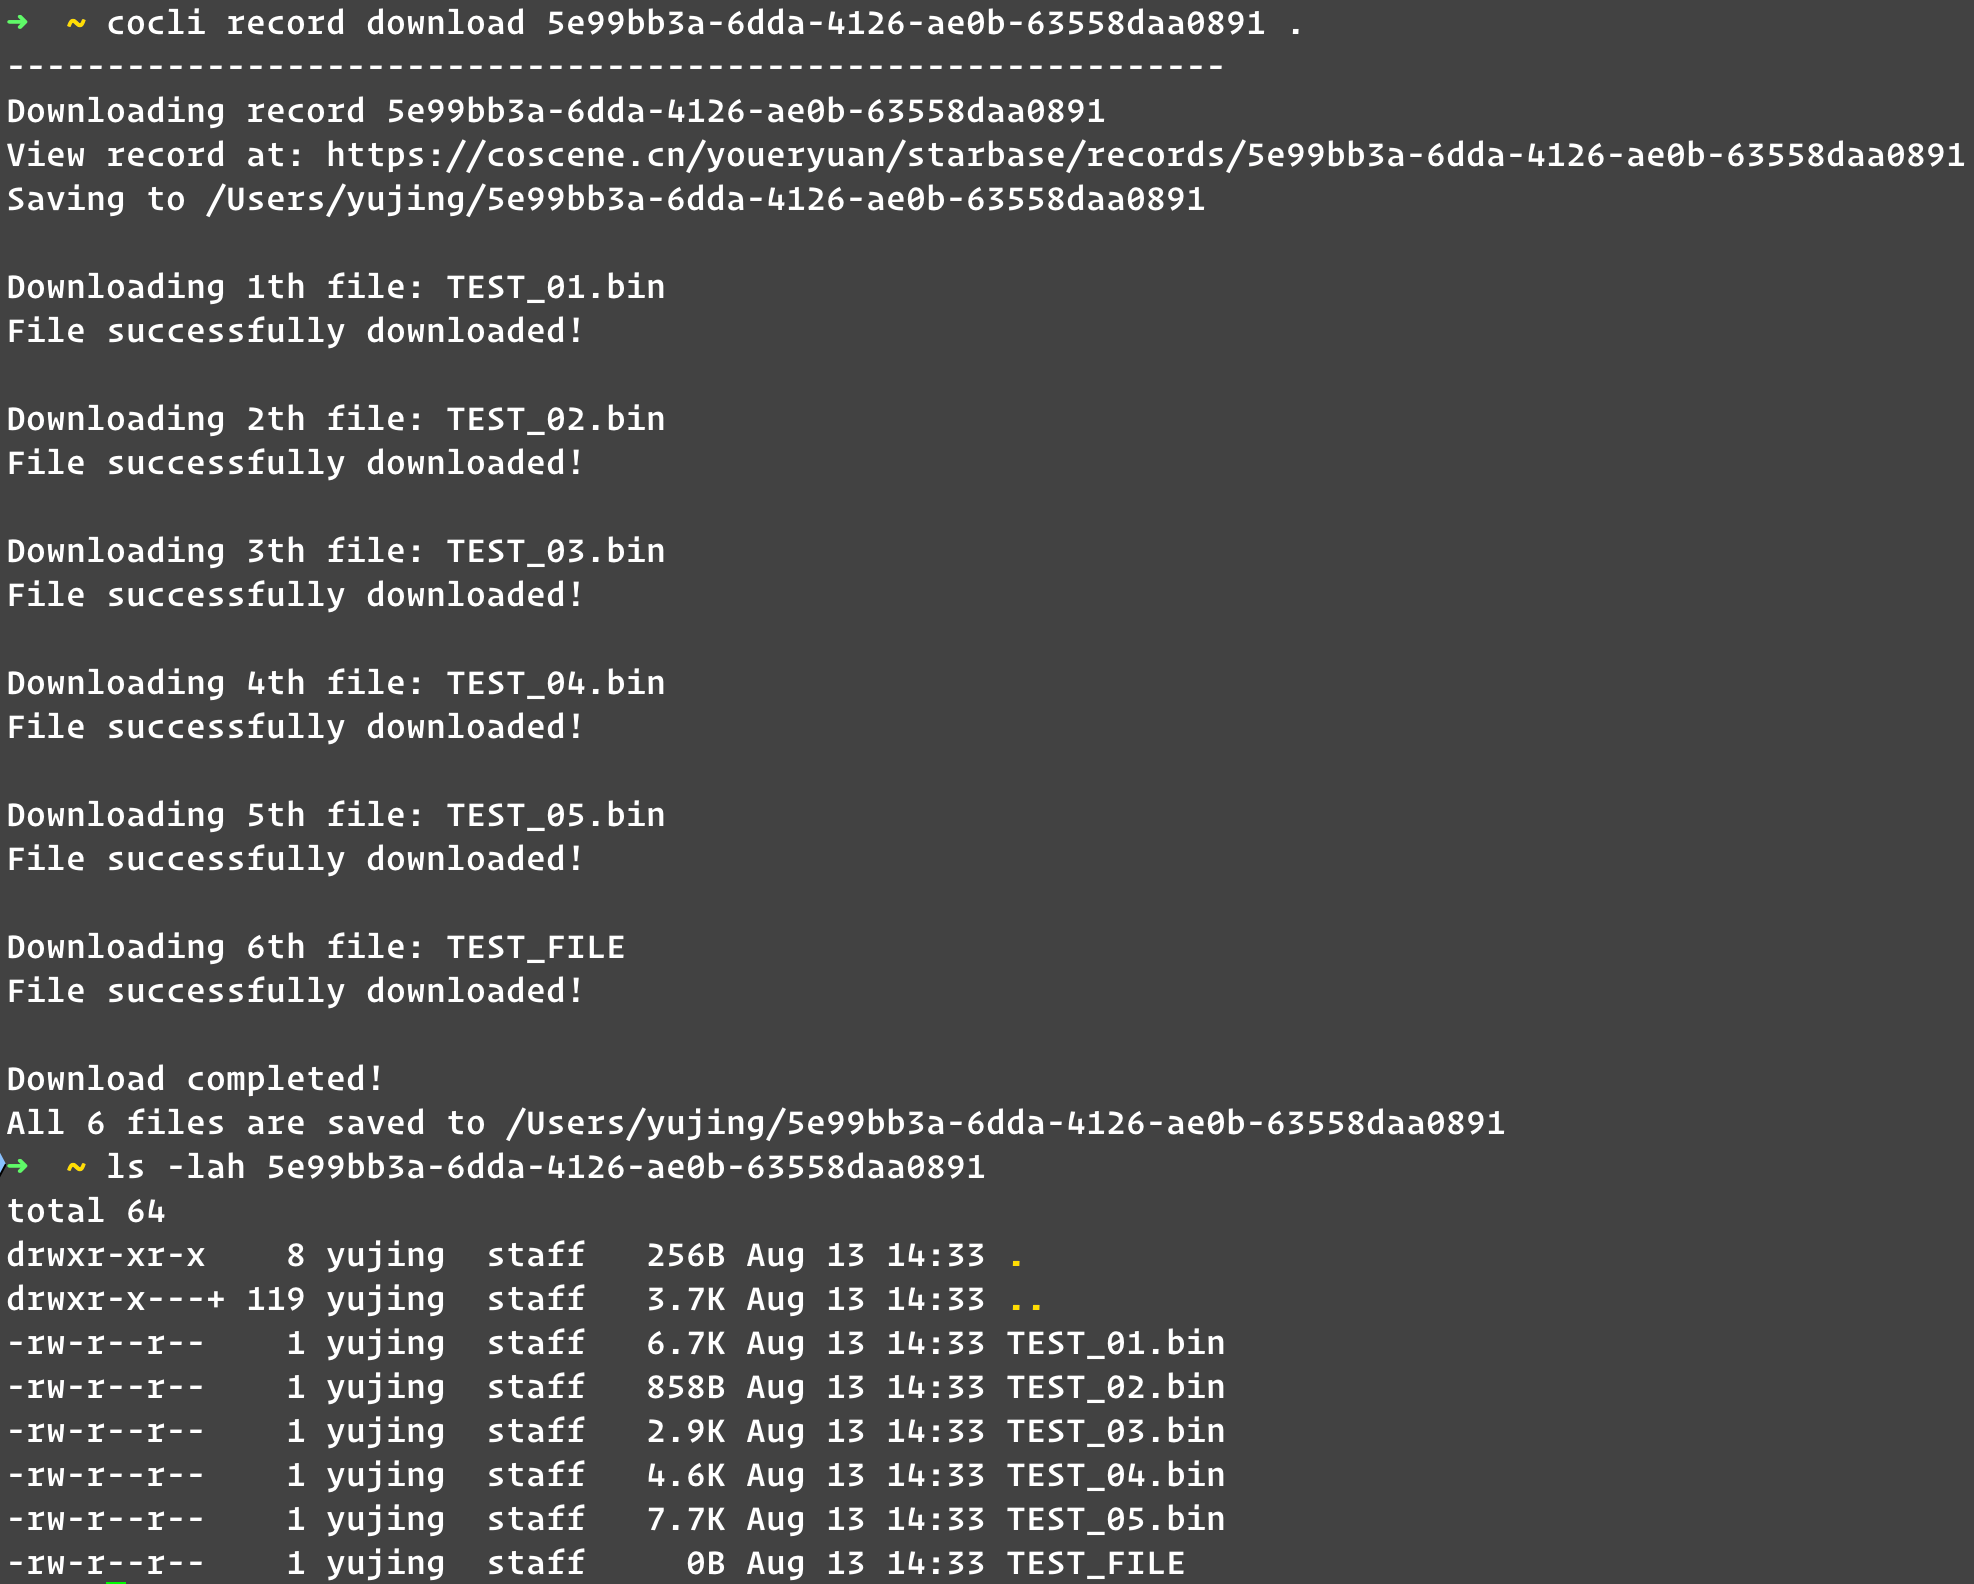 ➜  ~ cocli record download 5e99bb3a-6dda-4126-ae0b-63558daa0891 .
-------------------------------------------------------------
Downloading record 5e99bb3a-6dda-4126-ae0b-63558daa0891
View record at: https://coscene.cn/youeryuan/starbase/records/5e99bb3a-6dda-4126-ae0b-63558daa0891
Saving to /Users/yujing/5e99bb3a-6dda-4126-ae0b-63558daa0891

Downloading 1th file: TEST_01.bin
File successfully downloaded!

Downloading 2th file: TEST_02.bin
File successfully downloaded!

Downloading 3th file: TEST_03.bin
File successfully downloaded!

Downloading 4th file: TEST_04.bin
File successfully downloaded!

Downloading 5th file: TEST_05.bin
File successfully downloaded!

Downloading 6th file: TEST_FILE
File successfully downloaded!

Download completed!
All 6 files are saved to /Users/yujing/5e99bb3a-6dda-4126-ae0b-63558daa0891
➜  ~ ls -lah 5e99bb3a-6dda-4126-ae0b-63558daa0891
total 64
drwxr-xr-x    8 yujing  staff   256B Aug 13 14:33 .
drwxr-x---+ 119 yujing  staff   3.7K Aug 13 14:33 ..
-rw-r--r--    1 yujing  staff   6.7K Aug 13 14:33 TEST_01.bin
-rw-r--r--    1 yujing  staff   858B Aug 13 14:33 TEST_02.bin
-rw-r--r--    1 yujing  staff   2.9K Aug 13 14:33 TEST_03.bin
-rw-r--r--    1 yujing  staff   4.6K Aug 13 14:33 TEST_04.bin
-rw-r--r--    1 yujing  staff   7.7K Aug 13 14:33 TEST_05.bin
-rw-r--r--    1 yujing  staff     0B Aug 13 14:33 TEST_FILE